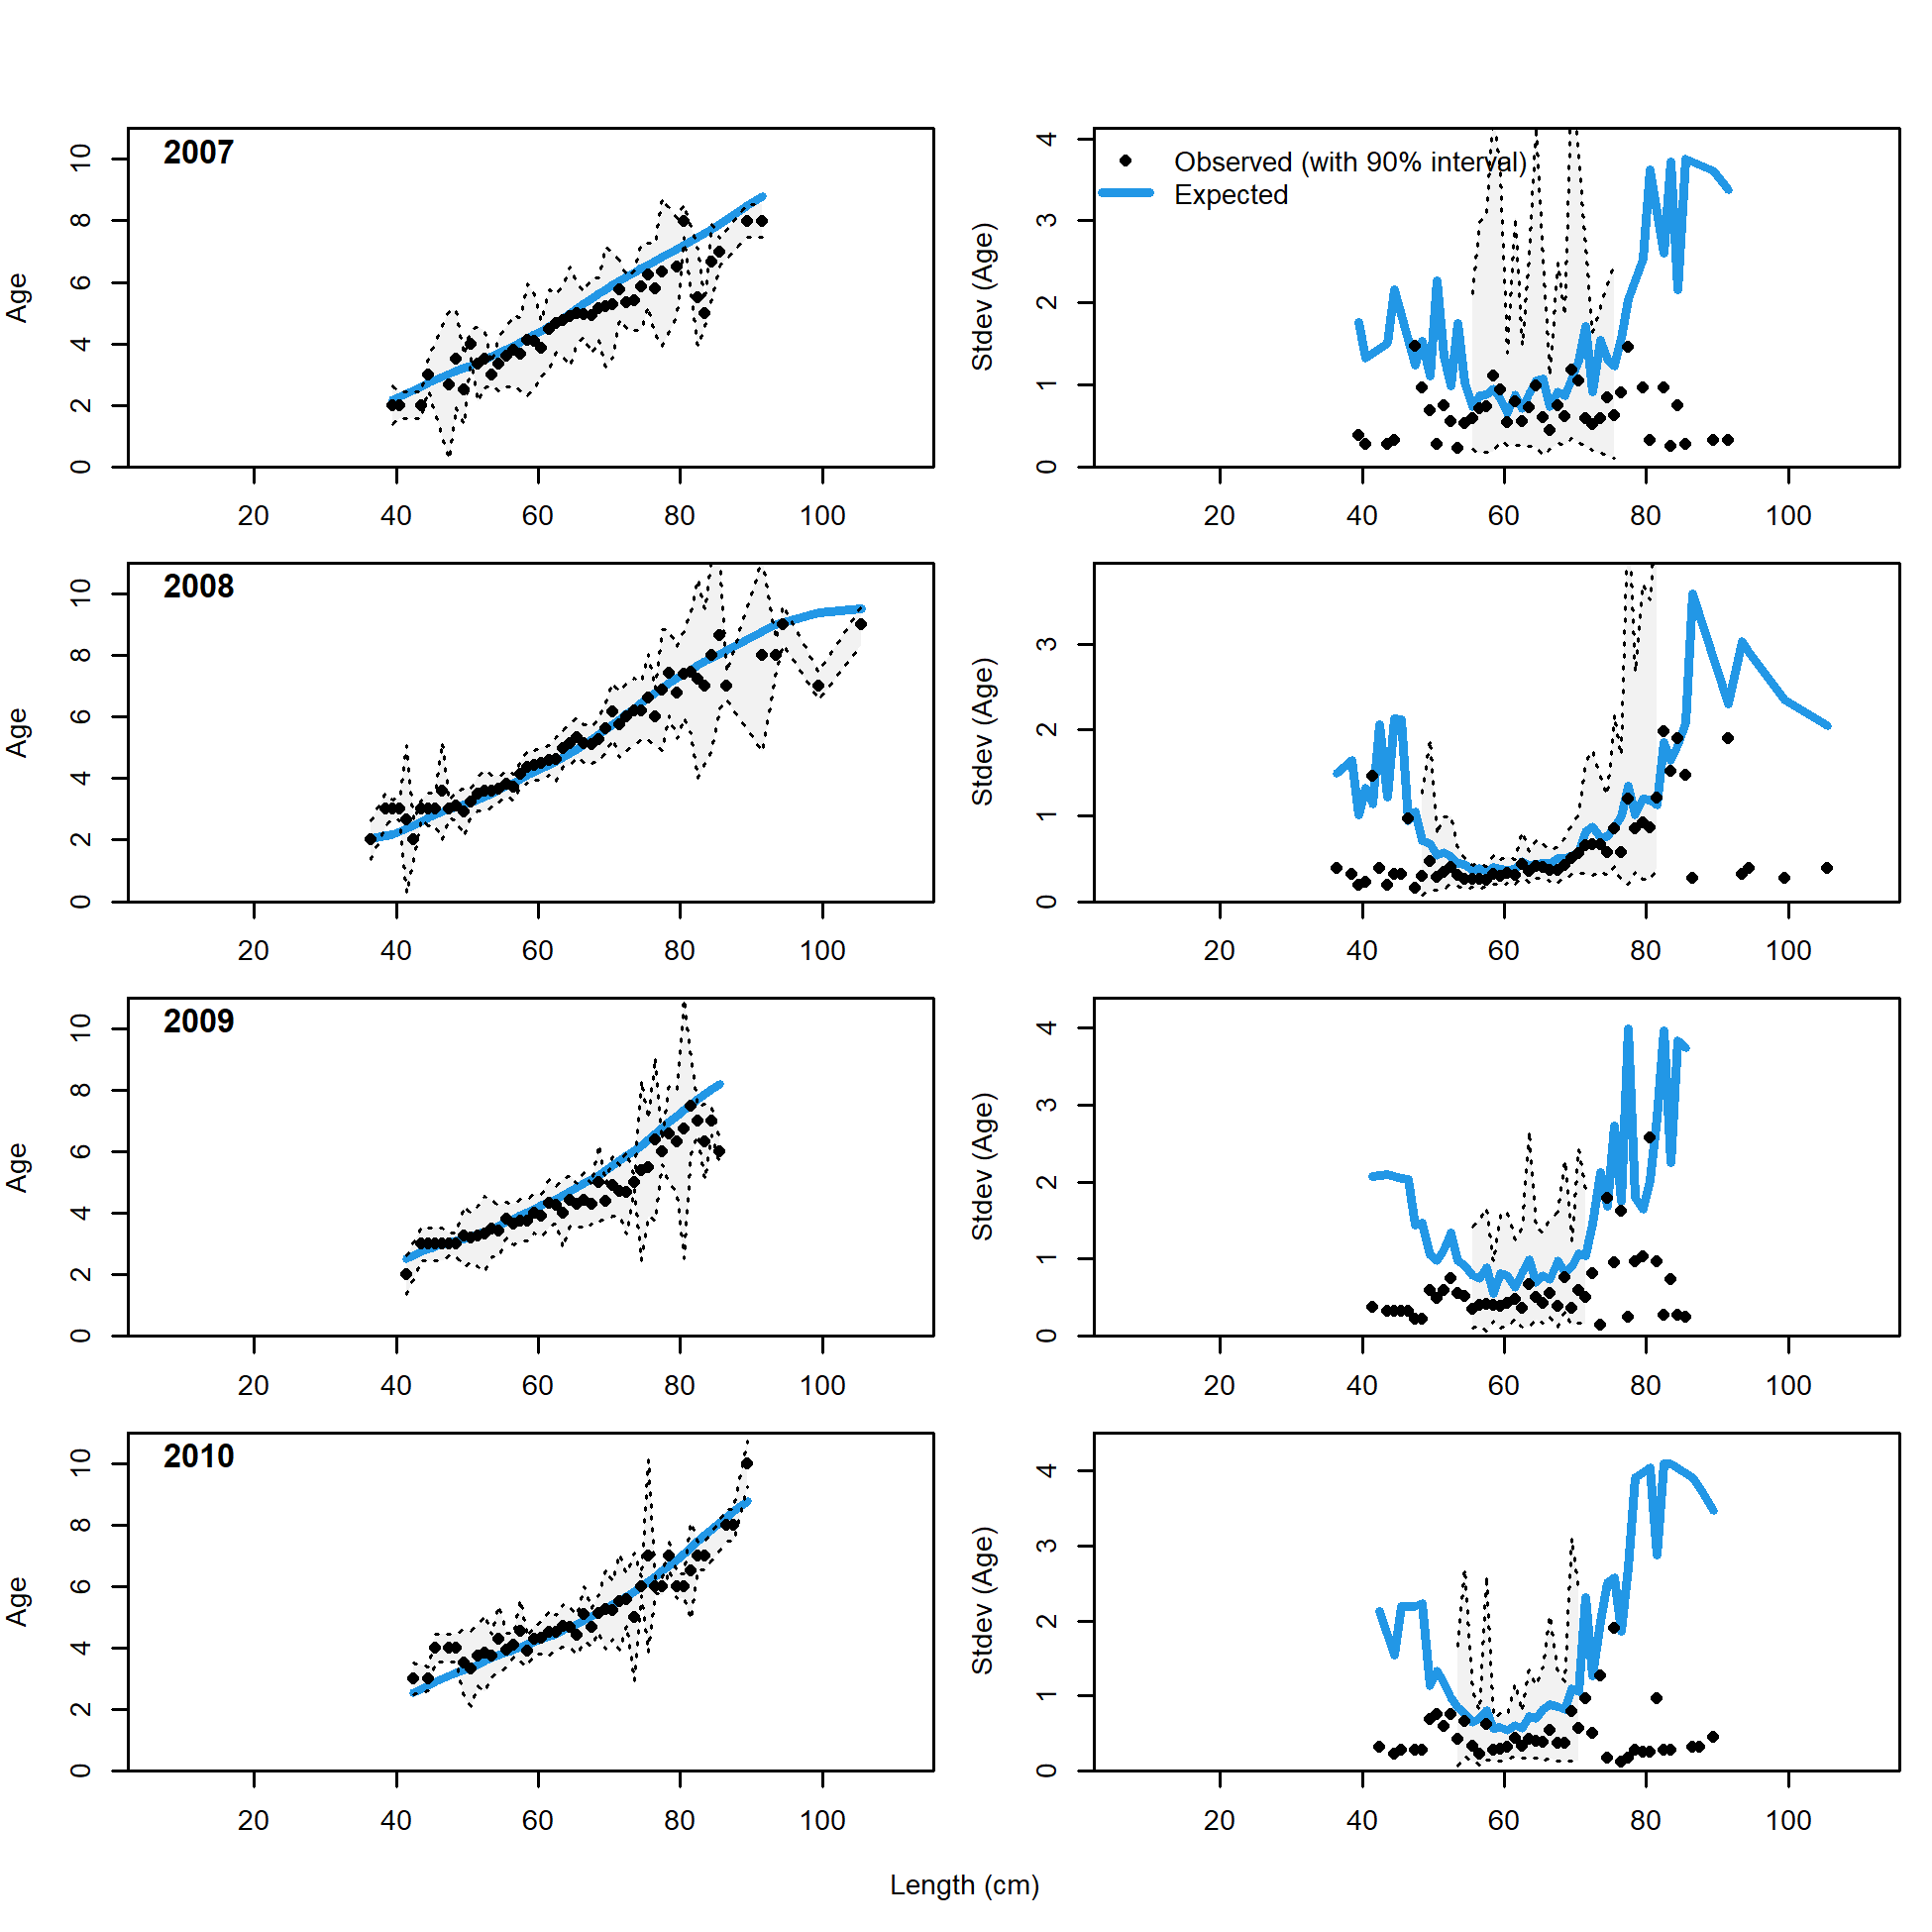 2007
Age
0 2 4 6 8 10
20 40 60 80 100
Observed (with 90% interval)
Expected
Stdev (Age)
0 1 2 3 4
20 40 60 80 100
2008
Age
0 2 4 6 8 10
20 40 60 80 100
Stdev (Age)
0 1 2 3
20 40 60 80 100
2009
Age
0 2 4 6 8 10
20 40 60 80 100
Stdev (Age)
0 1 2 3 4
20 40 60 80 100
2010
Age
0 2 4 6 8 10
20 40 60 80 100
Stdev (Age)
0 1 2 3 4
20 40 60 80 100
Length (cm)